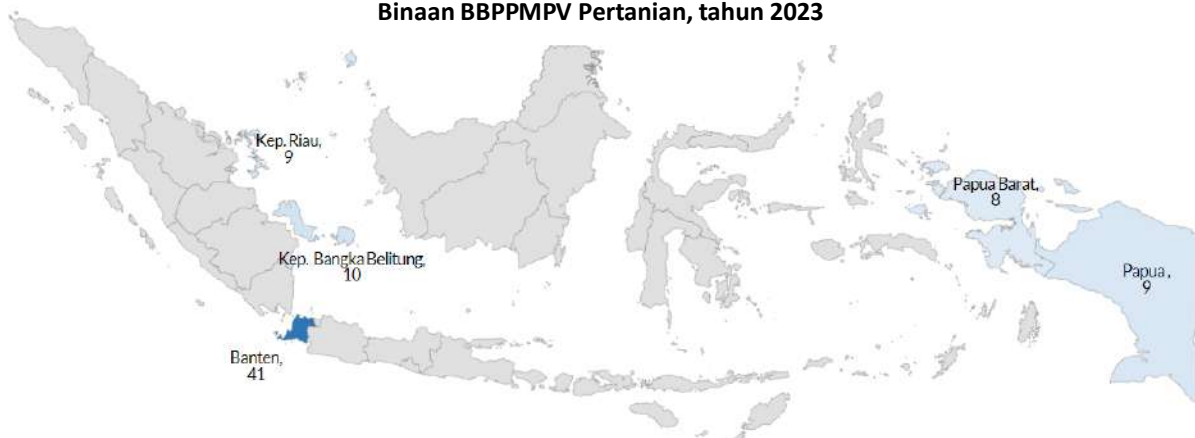 Binaan BBPPMPV Pertanian, tahun 2023
Kep. Riau,
9
Papua Barat,
8
Kep. Bangka Belitung,
10
Papua ,
9
Banten,
41